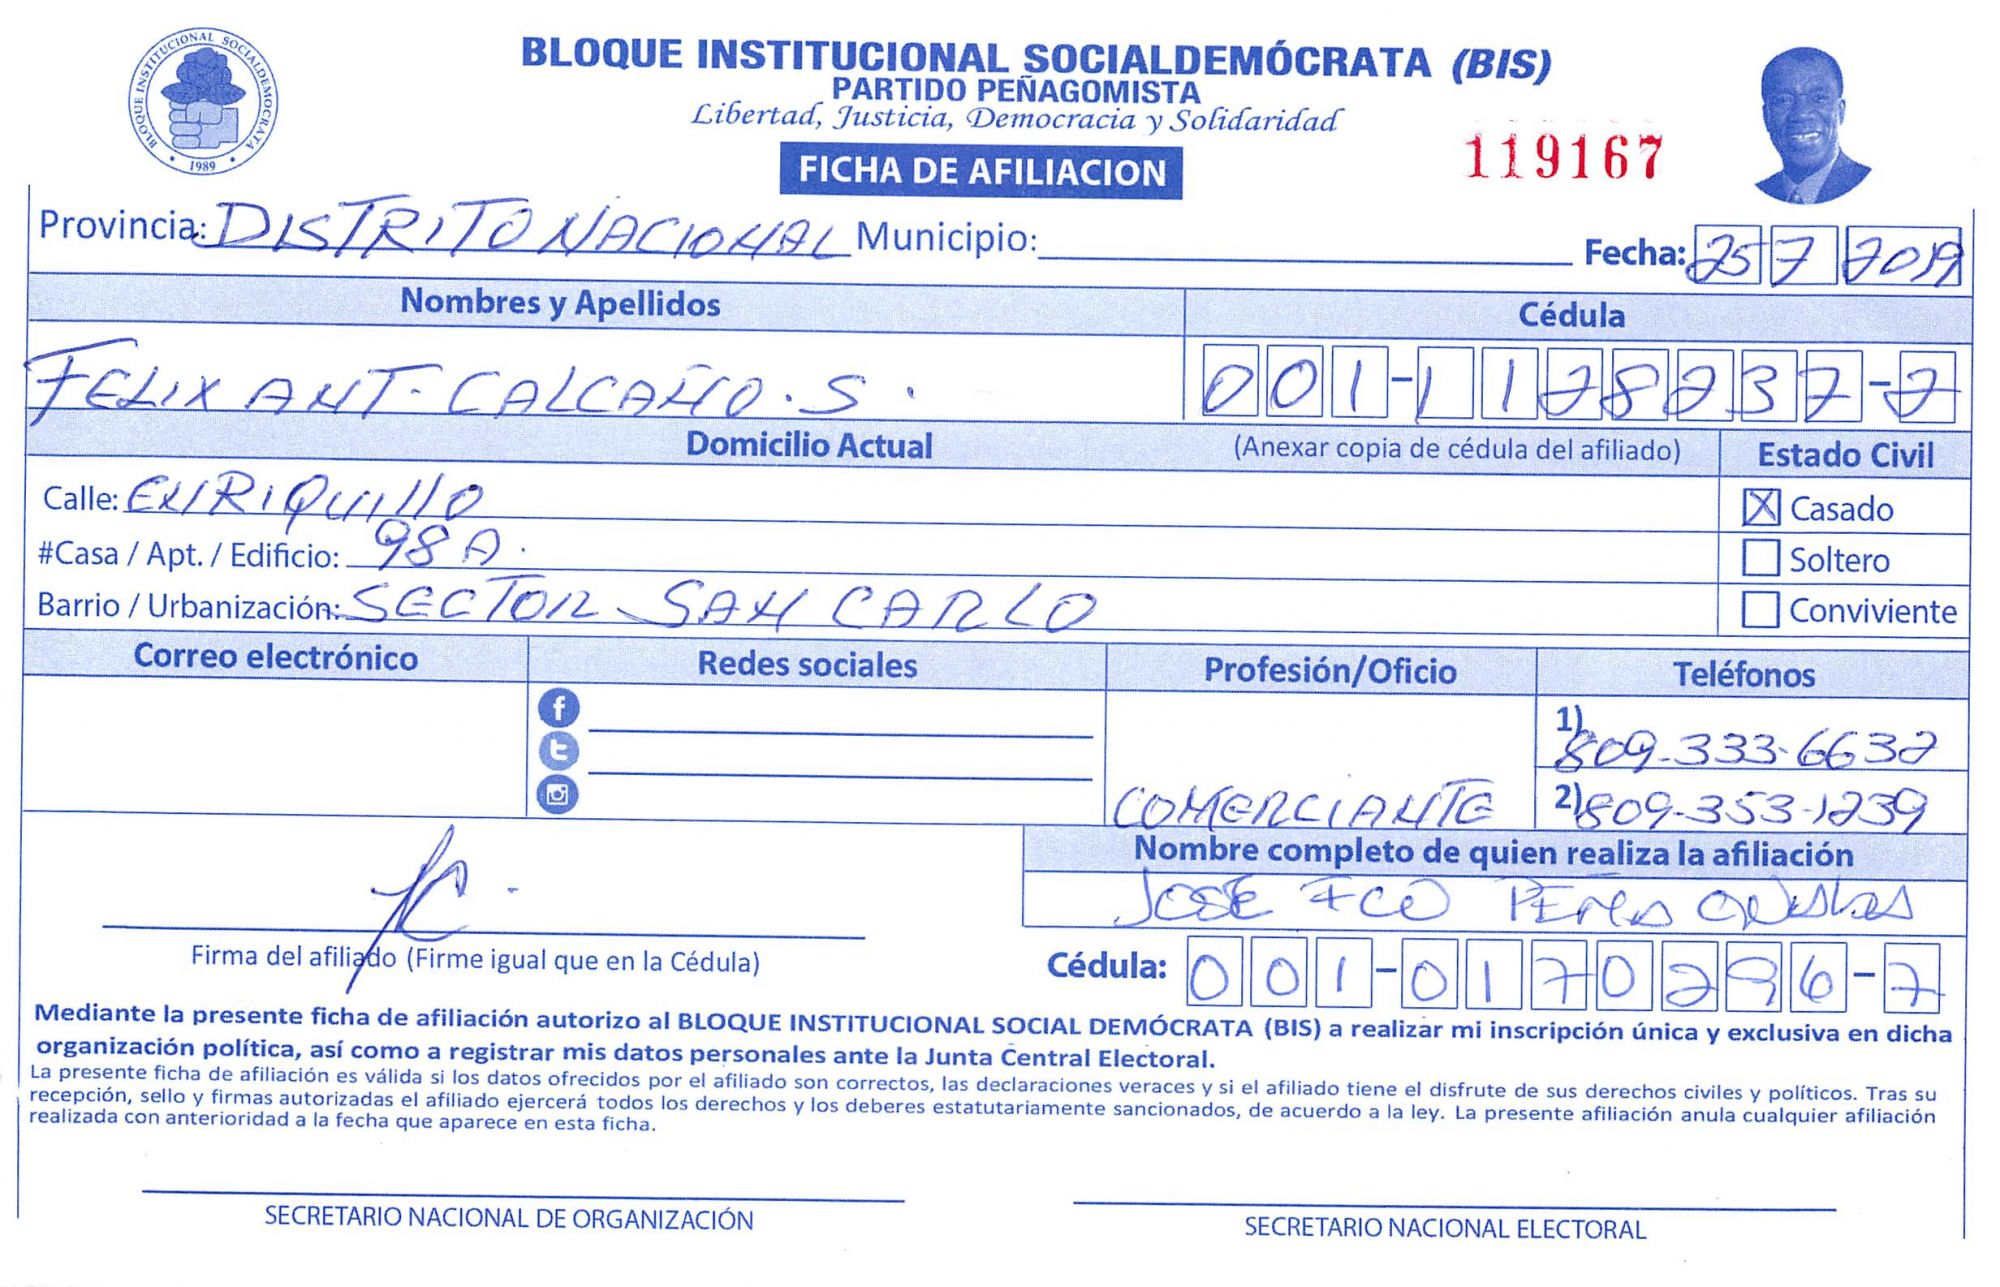 BLOQUE INSTITUCIONAL SOCIALDEMOCRATA
1989
BLOQUE INSTITUCIONAL SOCIALDEMÓCRATA (BIS)
PARTIDO PEÑAGOMISTA
Libertad, Justicia, Democracia y Solidaridad
119167
FICHA DE AFILIACION
Provincia: DISTRITO NACIONAL Municipio: Fecha: 25 7 2019
Nombres y Apellidos Cédula
FELIX ANT. CALCAÑO. S. 001-1128237-2
Domicilio Actual (Anexar copia de cédula del afiliado) Estado Civil
Calle: ENRIQUILLO X Casado
#Casa / Apt. / Edificio: 98 A. Soltero
Barrio / Urbanización: SECTOR SAN CARLO Conviviente
Correo electrónico Redes sociales Profesión/Oficio Teléfonos
1) 809-333-6632
COMERCIANTE 2) 809-353-1239
Nombre completo de quien realiza la afiliación
JOSE FCO PEÑA
Firma del afiliado (Firme igual que en la Cédula) Cédula: 001-0170296-7
Mediante la presente ficha de afiliación autorizo al BLOQUE INSTITUCIONAL SOCIAL DEMÓCRATA (BIS) a realizar mi inscripción única y exclusiva en dicha
organización política, así como a registrar mis datos personales ante la Junta Central Electoral.
La presente ficha de afiliación es válida si los datos ofrecidos por el afiliado son correctos, las declaraciones veraces y si el afiliado tiene el disfrute de sus derechos civiles y políticos. Tras su
recepción, sello y firmas autorizadas el afiliado ejercerá todos los derechos y los deberes estatutariamente sancionados, de acuerdo a la ley. La presente afiliación anula cualquier afiliación
realizada con anterioridad a la fecha que aparece en esta ficha.
SECRETARIO NACIONAL DE ORGANIZACIÓN SECRETARIO NACIONAL ELECTORAL